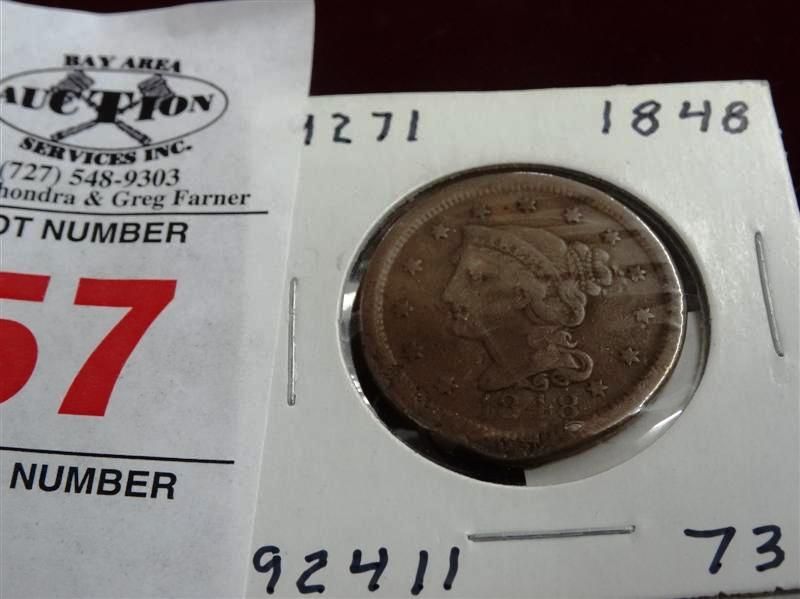 BAY AREA
AUCTION
SERVICES INC.
(727) 548-9303
hondra & Greg Farner
OT NUMBER
57
NUMBER
1271
1848
1848
92411
73